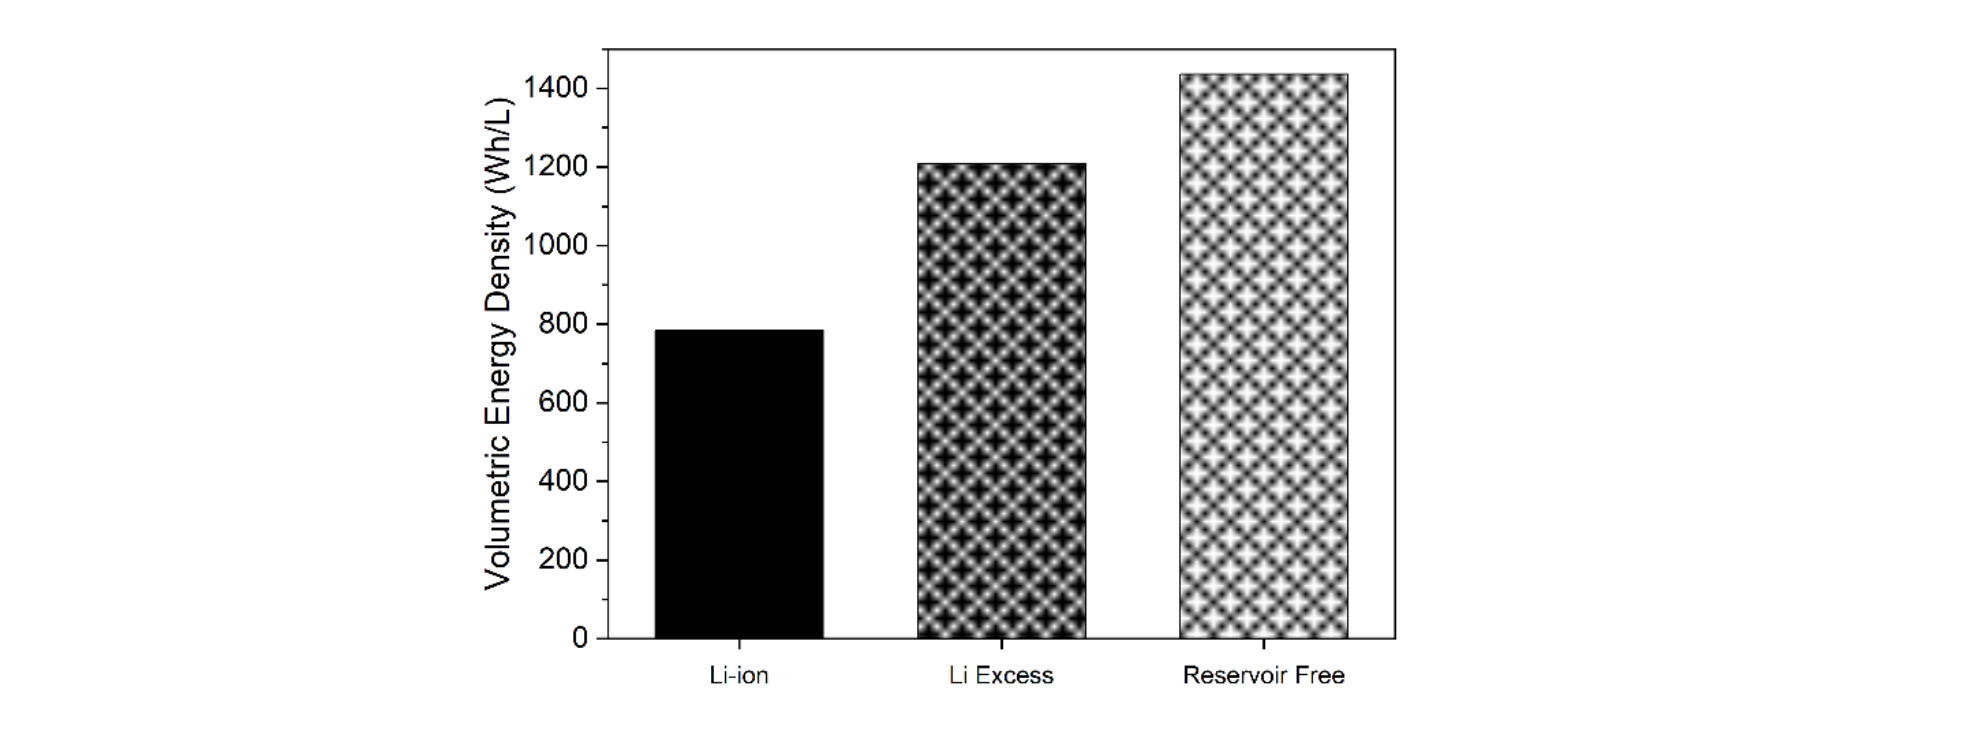 Volumetric Energy Density (Wh/L)
1400
1200
1000
800
600
400
200
0
Li-ion
Li Excess
Reservoir Free